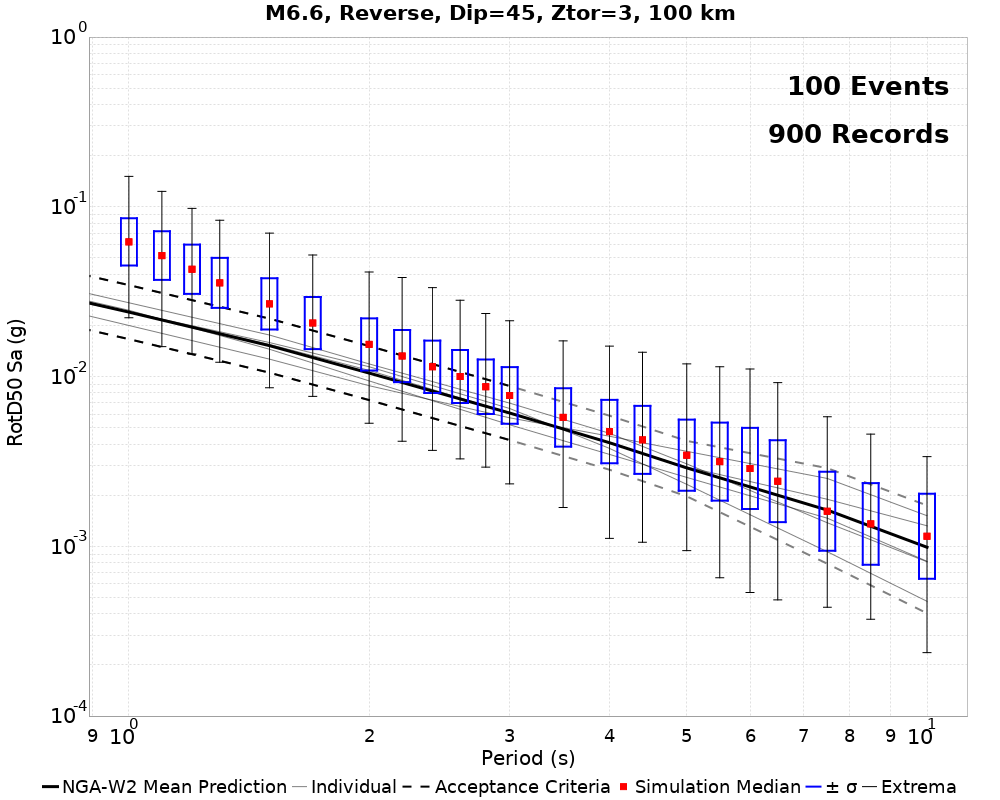 M6.6, Reverse, Dip=45, Ztor=3, 100 km
100 Events
900 Records
10^0
10^-1
10^-2
10^-3
10^-4
RotD50 Sa (g)
9 10^0 2 3 4 5 6 7 8 9 10^1
Period (s)
NGA-W2 Mean Prediction Individual Acceptance Criteria Simulation Median ± σ Extrema